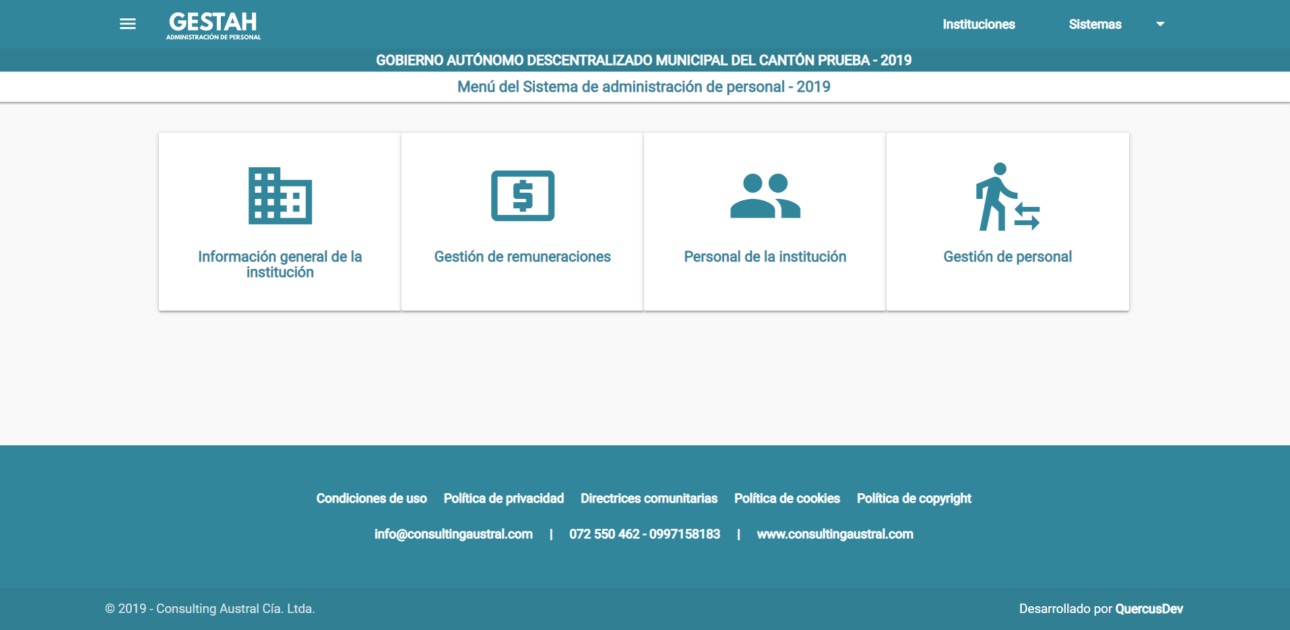 GESTAH
ADMINISTRACIÓN DE PERSONAL
Instituciones
Sistemas
GOBIERNO AUTÓNOMO DESCENTRALIZADO MUNICIPAL DEL CANTÓN PRUEBA - 2019
Menú del Sistema de administración de personal - 2019
Información general de la
institución
Gestión de remuneraciones
Personal de la institución
Gestión de personal
Condiciones de uso Política de privacidad Directrices comunitarias Política de cookies Política de copyright
info@consultingaustral.com | 072 550 462 - 0997158183 | www.consultingaustral.com
© 2019 - Consulting Austral Cía. Ltda.
Desarrollado por QuercusDev